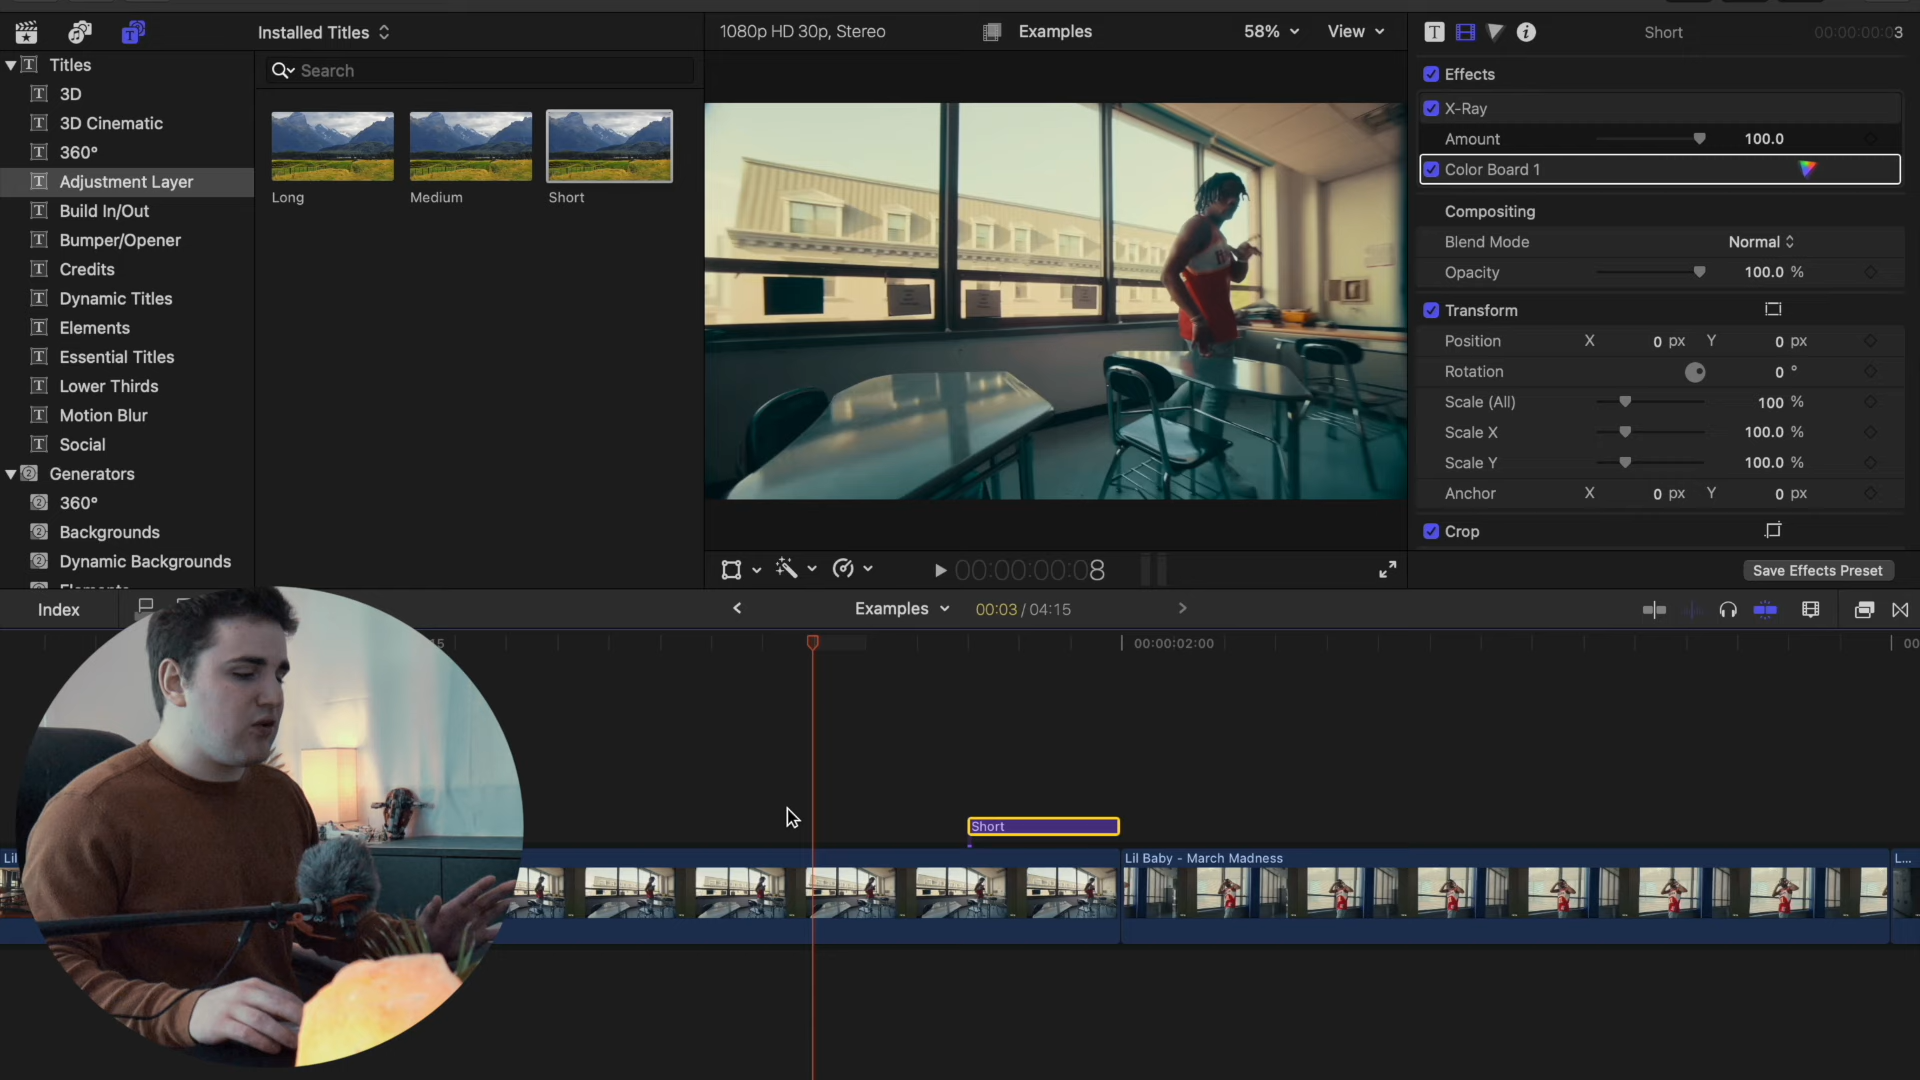 Installed Titles
1080p HD 30p, Stereo
Examples
58%
View
Short
00:00:00:03
Titles
3D
3D Cinematic
360°
Adjustment Layer
Build In/Out
Bumper/Opener
Credits
Dynamic Titles
Elements
Essential Titles
Lower Thirds
Motion Blur
Social
Generators
360°
Backgrounds
Dynamic Backgrounds
Elements
Search
Long
Medium
Short
Effects
X-Ray
Amount 100.0
Color Board 1
Compositing
Blend Mode Normal
Opacity 100.0 %
Transform
Position X 0 px Y 0 px
Rotation 0 °
Scale (All) 100 %
Scale X 100.0 %
Scale Y 100.0 %
Anchor X 0 px Y 0 px
Crop
Save Effects Preset
00:00:00:08
Index
Examples
00:03 / 04:15
00:00:02:00
00
Short
Lil
Lil Baby - March Madness
L...